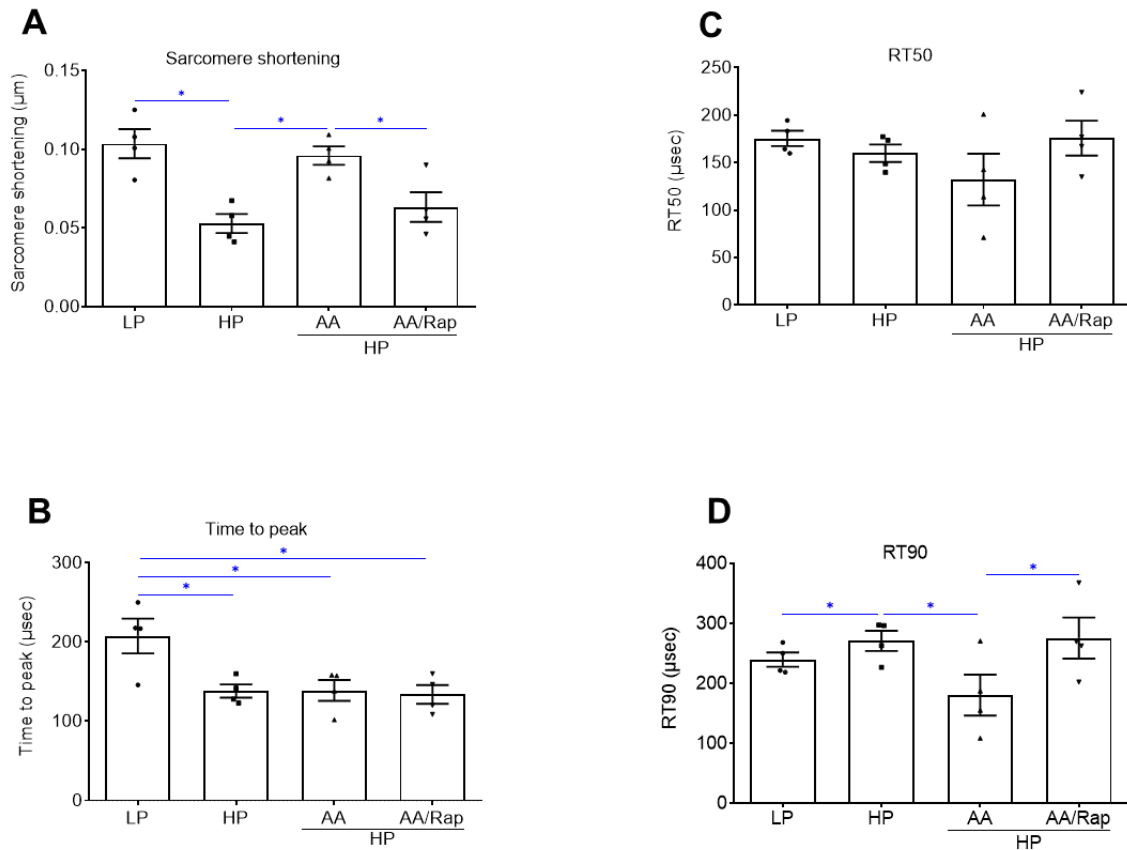 A
Sarcomere shortening
Sarcomere shortening (µm)
0.15
0.10
0.05
0.00
* * *
LP HP AA AA/Rap
HP
C
RT50
RT50 (µsec)
250
200
150
100
50
0
LP HP AA AA/Rap
HP
B
Time to peak
Time to peak (µsec)
300
200
100
0
*
*
*
LP HP AA AA/Rap
HP
D
RT90
RT90 (µsec)
400
300
200
100
0
*
* *
LP HP AA AA/Rap
HP